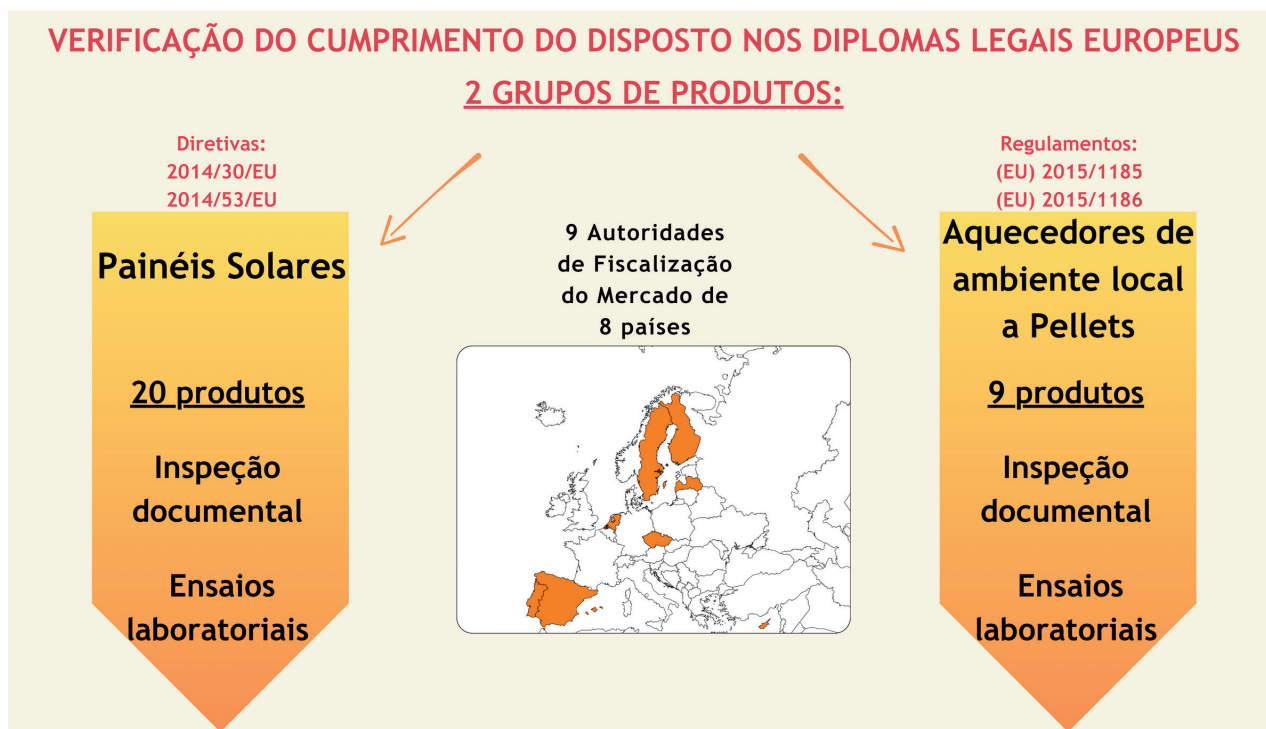 VERIFICAÇÃO DO CUMPRIMENTO DO DISPOSTO NOS DIPLOMAS LEGAIS EUROPEUS
2 GRUPOS DE PRODUTOS:
Diretivas:
2014/30/EU
2014/53/EU
Painéis Solares
20 produtos
Inspeção
documental
Ensaios
laboratoriais
9 Autoridades
de Fiscalização
do Mercado de
8 países
Regulamentos:
(EU) 2015/1185
(EU) 2015/1186
Aquecedores de
ambiente local
a Pellets
9 produtos
Inspeção
documental
Ensaios
laboratoriais